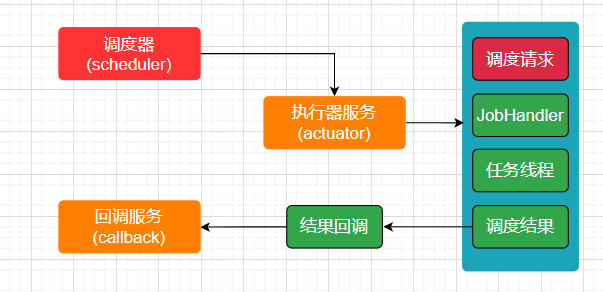 调度器
(scheduler)
执行器服务
(actuator)
调度请求
JobHandler
任务线程
调度结果
结果回调
回调服务
(callback)